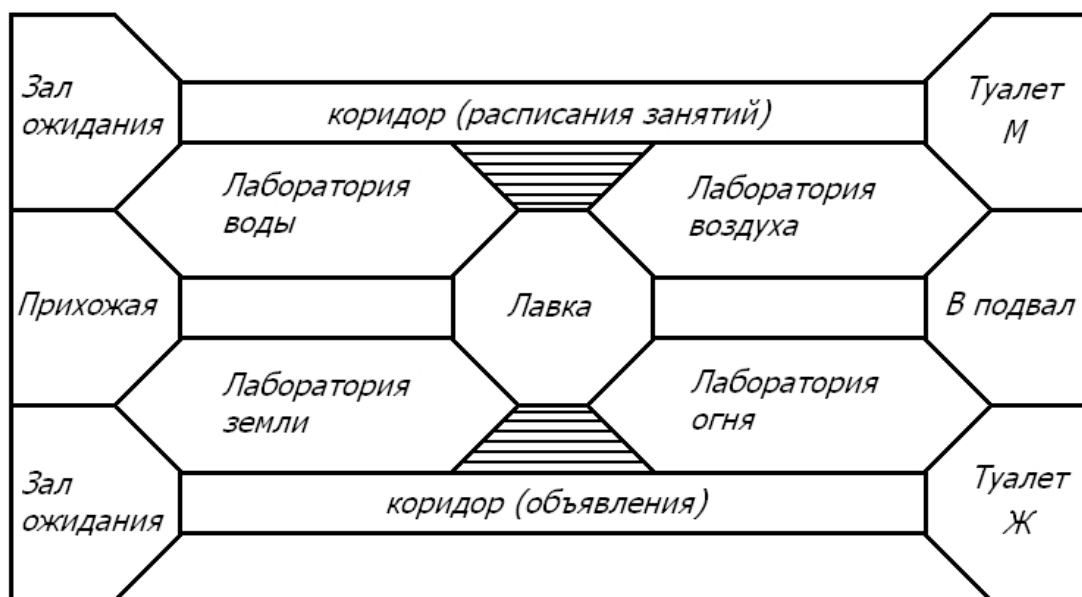 Зал
ожидания
коридор (расписания занятий)
Туалет
М
Лаборатория
воды
Лаборатория
воздуха
Прихожая
Лавка
В подвал
Лаборатория
земли
Лаборатория
огня
Зал
ожидания
коридор (объявления)
Туалет
Ж